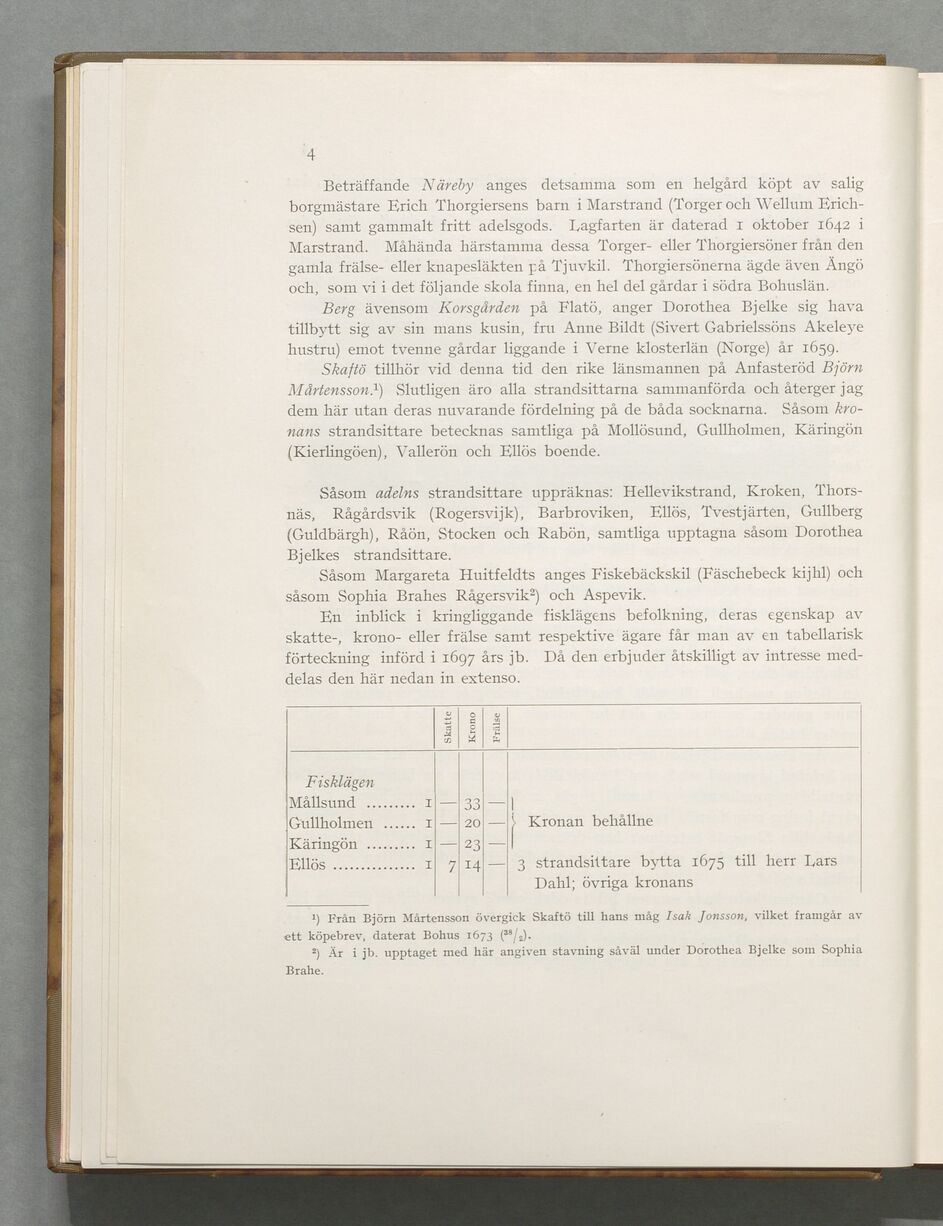 4
Beträffande Näreby anges detsamma som en helgård köpt av salig
borgmästare Erich Thorgiersens barn i Marstrand (Torger och Wellum Erich-
sen) samt gammalt fritt adelsgods. Lagfarten är daterad 1 oktober 1642 i
Marstrand. Måhända härstamma dessa Torger- eller Thorgiersöner från den
gamla frälse- eller knapesläkten på Tjuvkil. Thorgiersönerna ägde även Ängö
och, som vi i det följande skola finna, en hel del gårdar i södra Bohuslän.
Berg ävensom Korsgården på Flatö, anger Dorothea Bjelke sig hava
tillbytt sig av sin mans kusin, fru Anne Bildt (Sivert Gabrielssöns Akeleye
hustru) emot tvenne gårdar liggande i Verne klosterlän (Norge) år 1659.
Skaftö tillhör vid denna tid den rike länsmannen på Anfasteröd Björn
Mårtensson.¹) Slutligen äro alla strandsittarna sammanförda och återger jag
dem här utan deras nuvarande fördelning på de båda socknarna. Såsom kro-
nans strandsittare betecknas samtliga på Mollösund, Gullholmen, Käringön
(Kierlingöen), Vallerön och Ellös boende.
Såsom adelns strandsittare uppräknas: Hellevikstrand, Kroken, Thors-
näs, Rågårdsvik (Rogersvijk), Barbroviken, Ellös, Tvestjärten, Gullberg
(Guldbärgh), Råön, Stocken och Rabön, samtliga upptagna såsom Dorothea
Bjelkes strandsittare.
Såsom Margareta Huitfeldts anges Fiskebäckskil (Fäschebeck kijhl) och
såsom Sophia Brahes Rågersvik²) och Aspevik.
En inblick i kringliggande fisklägens befolkning, deras egenskap av
skatte-, krono- eller frälse samt respektive ägare får man av en tabellarisk
förteckning införd i 1697 års jb. Då den erbjuder åtskilligt av intresse med-
delas den här nedan in extenso.
Skatte Krono Frälse
Fisklägen
Mållsund ......... 1 — 33 —
Gullholmen ...... 1 — 20 — } Kronan behållne
Käringön ......... 1 — 23 —
Ellös ............... 1 7 14 — 3 strandsittare bytta 1675 till herr Lars
Dahl; övriga kronans
¹) Från Björn Mårtensson övergick Skaftö till hans måg Isak Jonsson, vilket framgår av
ett köpebrev, daterat Bohus 1673 (²⁸/₂).
²) Är i jb. upptaget med här angiven stavning såväl under Dorothea Bjelke som Sophia
Brahe.